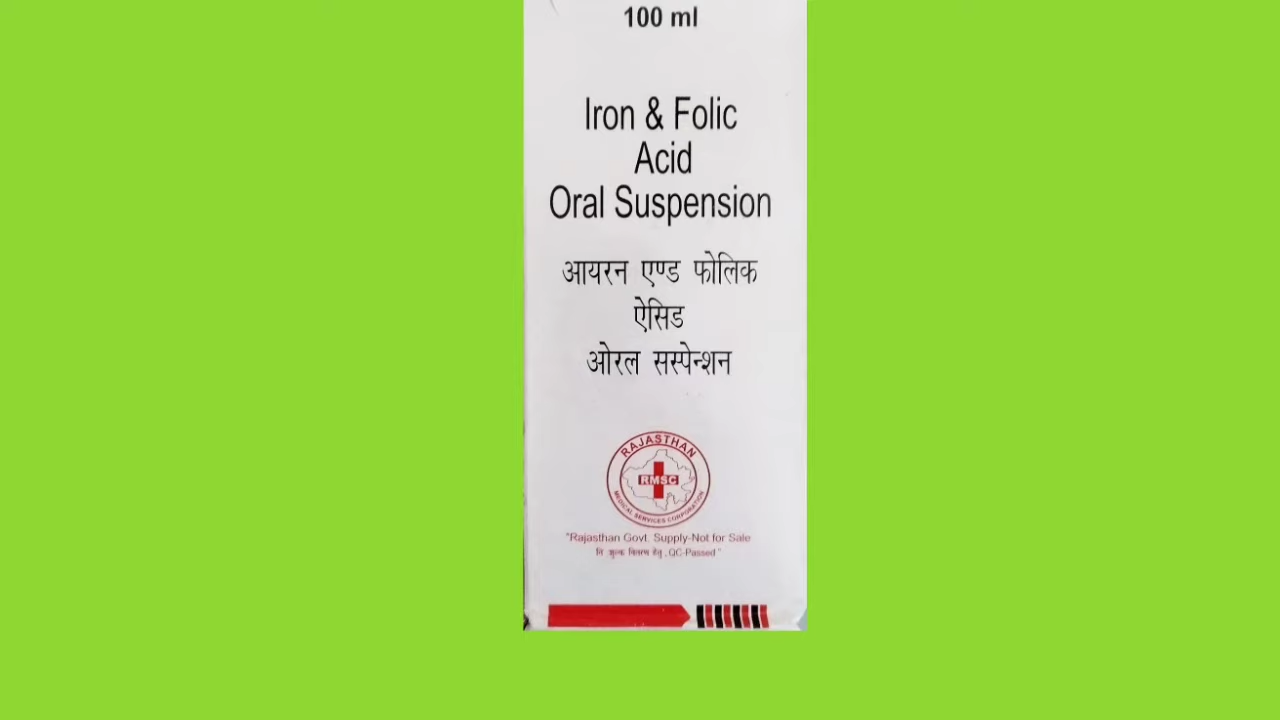 100 ml
Iron & Folic
Acid
Oral Suspension
आयरन एण्ड फोलिक
ऐसिड
ओरल सस्पेन्शन
RAJASTHAN
RMSC
MEDICAL SERVICES CORPORATION
"Rajasthan Govt. Supply-Not for Sale
नि:शुल्क वितरण हेतु, QC-Passed"